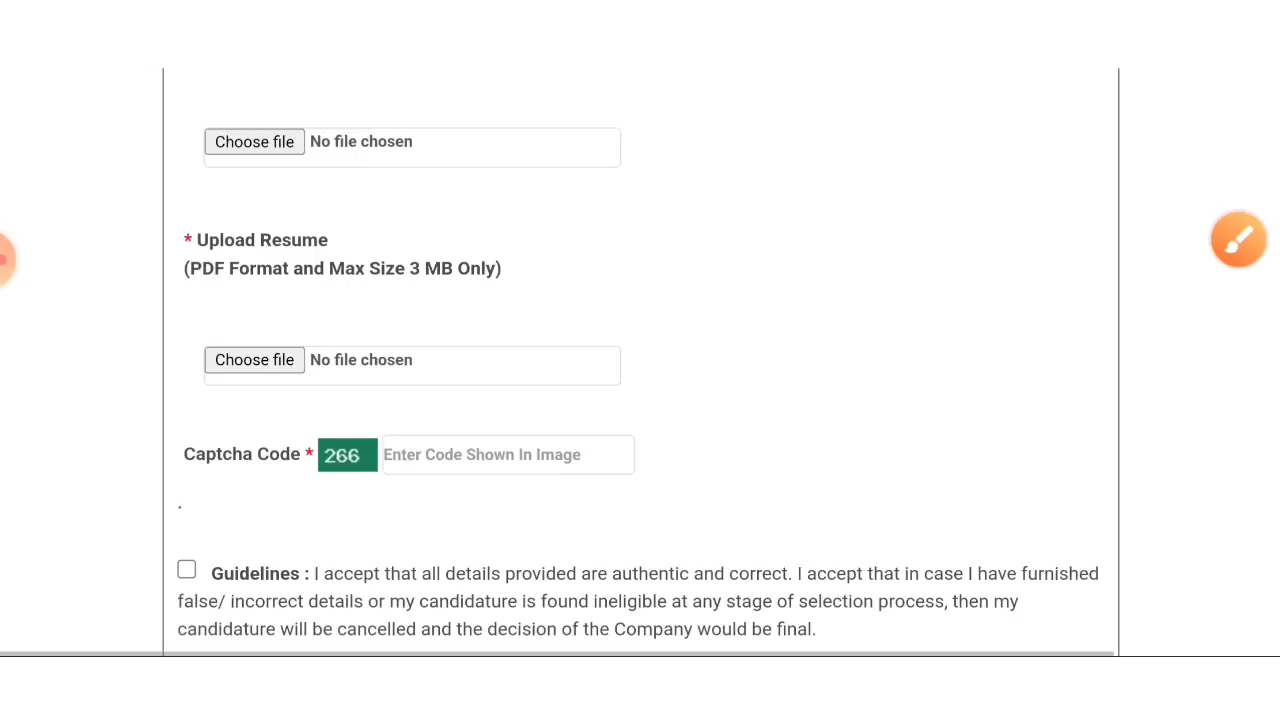 Choose file No file chosen
* Upload Resume
(PDF Format and Max Size 3 MB Only)
Choose file No file chosen
Captcha Code * 266 Enter Code Shown In Image
.
Guidelines : I accept that all details provided are authentic and correct. I accept that in case I have furnished
false/ incorrect details or my candidature is found ineligible at any stage of selection process, then my
candidature will be cancelled and the decision of the Company would be final.